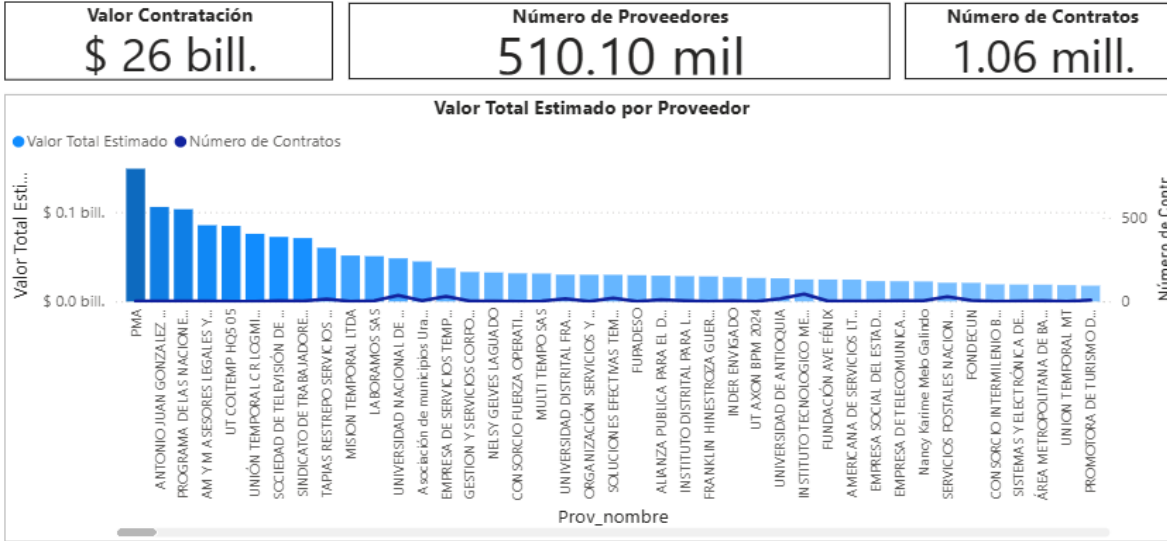 Valor Contratación
$ 26 bill.
Número de Proveedores
510.10 mil
Número de Contratos
1.06 mill.
Valor Total Estimado por Proveedor
Valor Total Estimado Número de Contratos
Valor Total Esti...
$ 0.1 bill.
$ 0.0 bill.
500
0
Número de Contr...
PMA
ANTONIO JUAN GONZALEZ ...
PROGRAMA DE LAS NACIONE...
AM Y M ASESORES LEGALES Y ...
UT COLTEMP HQ5 05
UNIÓN TEMPORAL C R LOGMI...
SOCIEDAD DE TELEVISIÓN DE ...
SINDICATO DE TRABAJADORE...
TAPIAS RESTREPO SERVICIOS ...
MISION TEMPORAL LTDA
LABORAMOS SAS
UNIVERSIDAD NACIONAL DE ...
Asociación de municipios Ura...
EMPRESA DE SERVICIOS TEMP...
GESTION Y SERVICIOS CORPO...
NELSY GELVES LAGUADO
CONSORCIO FUERZA OPERATI...
MULTI TEMPO SAS
UNIVERSIDAD DISTRITAL FRA...
ORGANIZACIÓN SERVICIOS Y ...
SOLUCIONES EFECTIVAS TEM...
FUPADESO
ALIANZA PUBLICA PARA EL D...
INSTITUTO DISTRITAL PARA L...
FRANKLIN HINESTROZA GUER...
INDER ENVIGADO
UT AXON BPM 2024
UNIVERSIDAD DE ANTIOQUIA
INSTITUTO TECNOLOGICO ME...
FUNDACIÓN AVE FÉNIX
AMERICANA DE SERVICIOS LT...
EMPRESA SOCIAL DEL ESTAD...
EMPRESA DE TELECOMUNICA...
Nancy Karime Melo Galindo
SERVICIOS POSTALES NACION...
FONDECUN
CONSORCIO INTERMILENIO B...
SISTEMAS Y ELECTRÓNICA DE...
ÁREA METROPOLITANA DE BA...
UNION TEMPORAL MT
PROMOTORA DE TURISMO D...
Prov_nombre